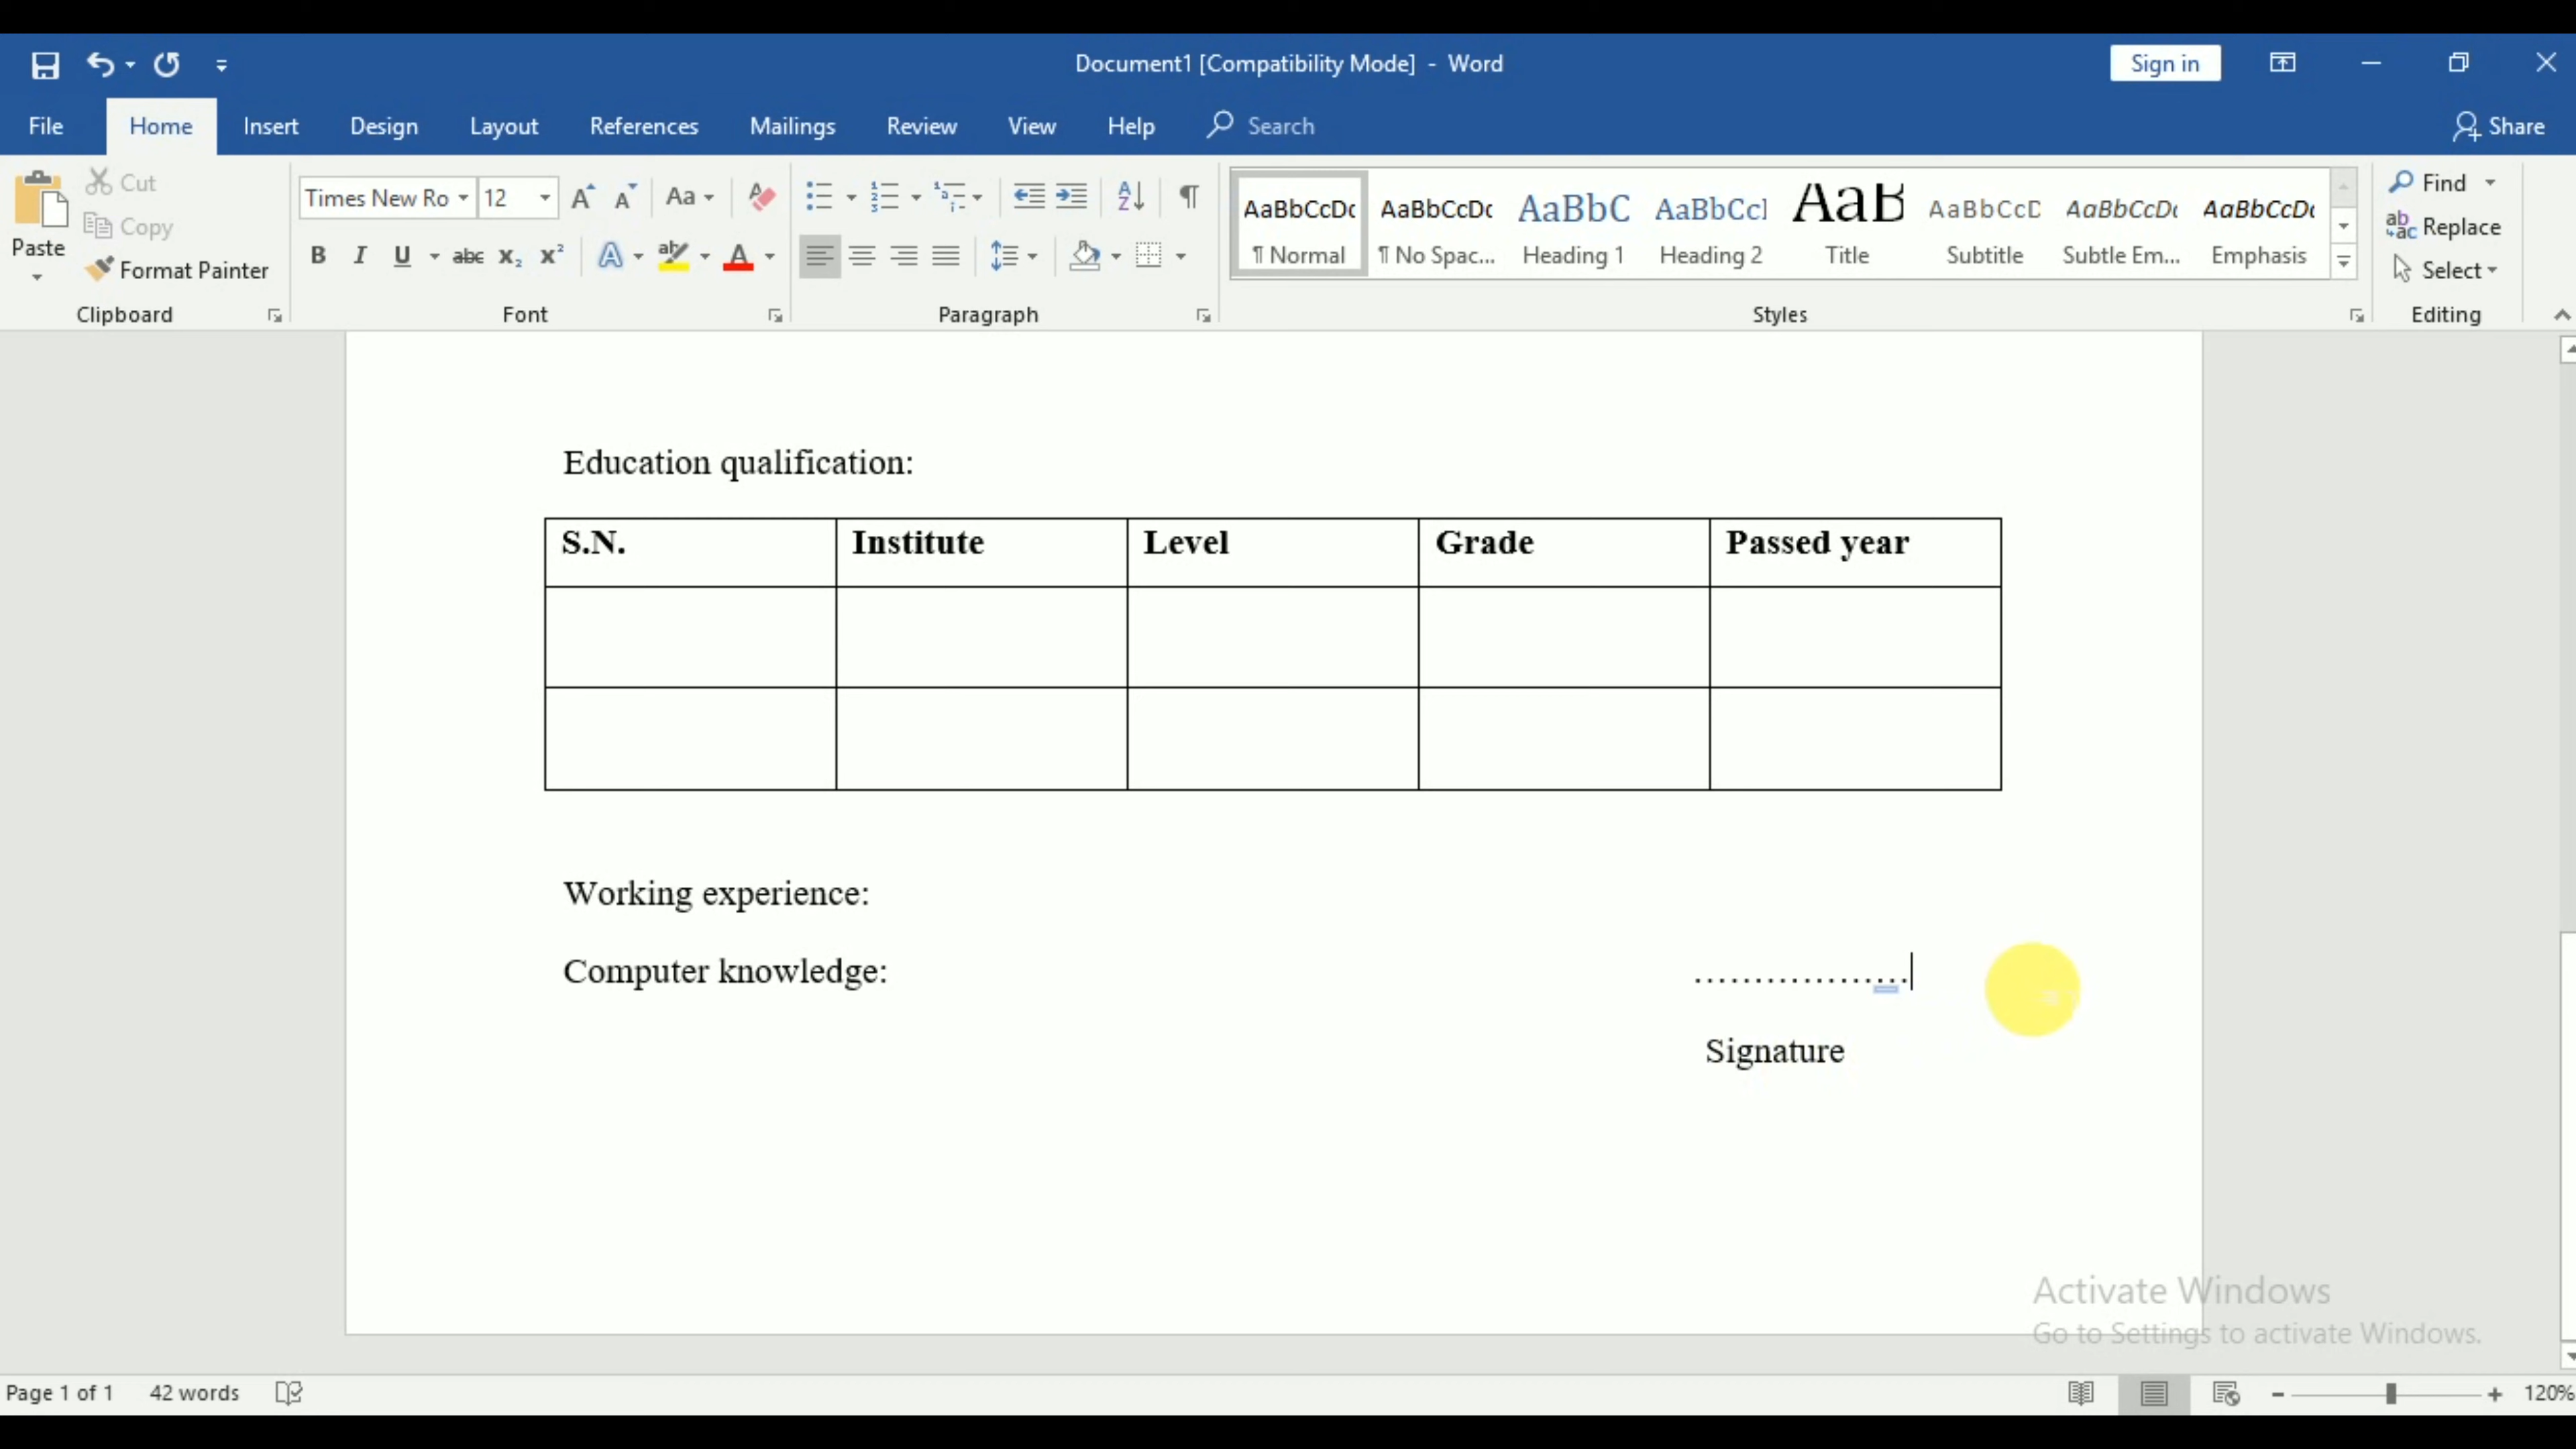 Document1 [Compatibility Mode] - Word
Sign in
File Home Insert Design Layout References Mailings Review View Help Search Share
Paste
Cut
Copy
Format Painter
Clipboard
Times New Ro 12
Font
Paragraph
AaBbCcDc AaBbCcDc AaBbC AaBbCcl AaB AaBbCcD AaBbCcDc AaBbCcDc
¶ Normal ¶ No Spac... Heading 1 Heading 2 Title Subtitle Subtle Em... Emphasis
Styles
Find
Replace
Select
Editing
Education qualification:
S.N. Institute Level Grade Passed year
Working experience:
Computer knowledge: ………………..
Signature
Activate Windows
Go to Settings to activate Windows.
Page 1 of 1 42 words 120%